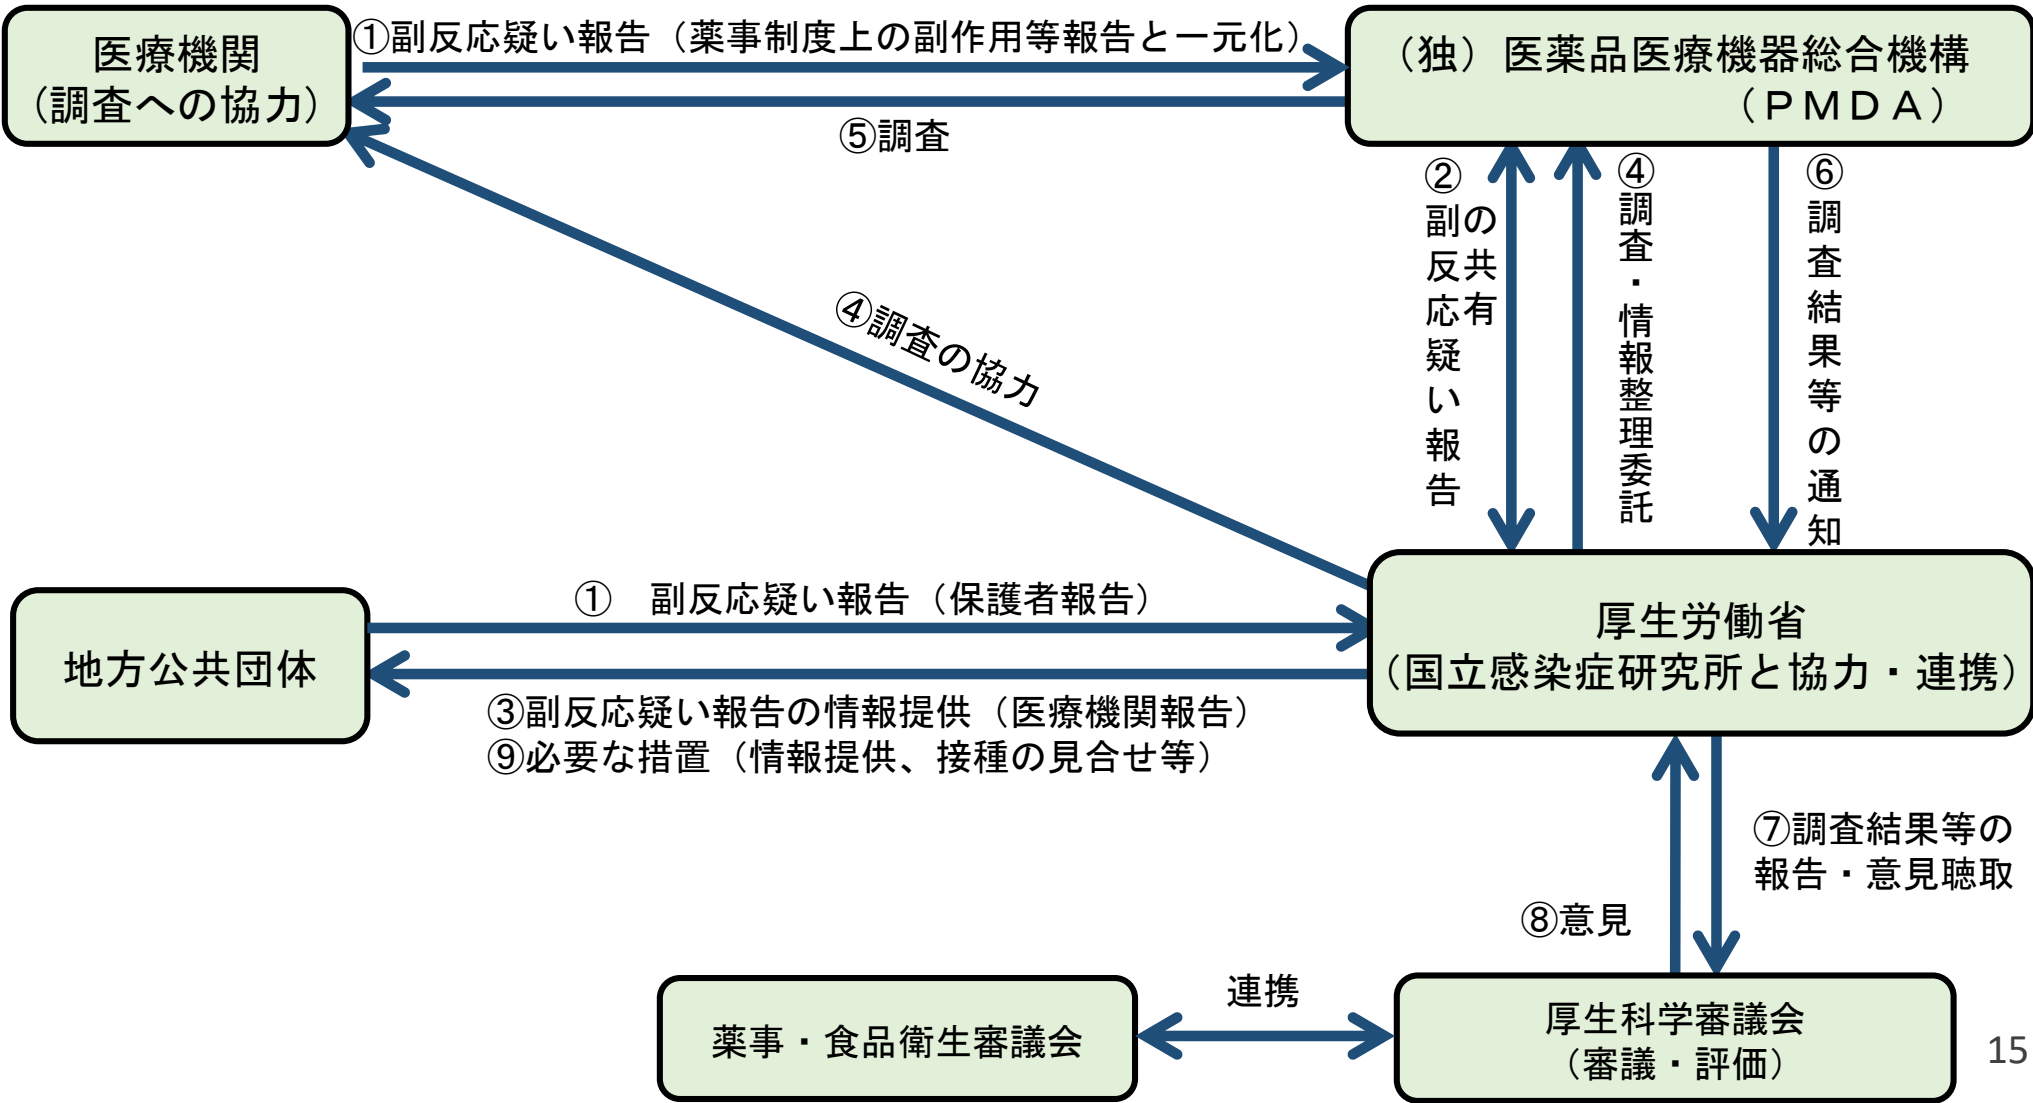 医療機関
（調査への協力）
①副反応疑い報告（薬事制度上の副作用等報告と一元化）
（独）医薬品医療機器総合機構
（ＰＭＤＡ）
⑤調査
②副反応疑い報告
の共有
④調査・情報整理委託
⑥調査結果等の通知
④調査の協力
①　副反応疑い報告（保護者報告）
地方公共団体
厚生労働省
（国立感染症研究所と協力・連携）
③副反応疑い報告の情報提供（医療機関報告）
⑨必要な措置（情報提供、接種の見合せ等）
⑦調査結果等の
報告・意見聴取
⑧意見
連携
薬事・食品衛生審議会
厚生科学審議会
（審議・評価）
15